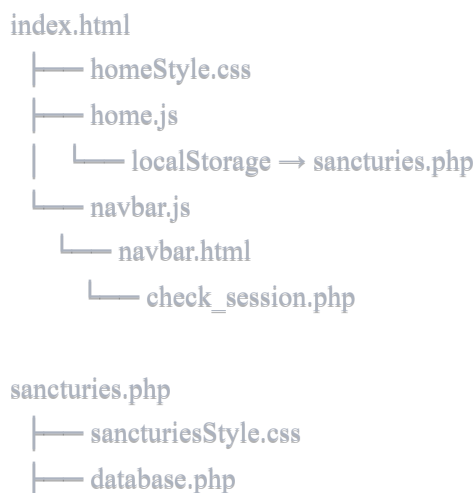 index.html
├── homeStyle.css
├── home.js
│ └── localStorage → sancturies.php
└── navbar.js
└── navbar.html
└── check_session.php
sancturies.php
├── sancturiesStyle.css
├── database.php